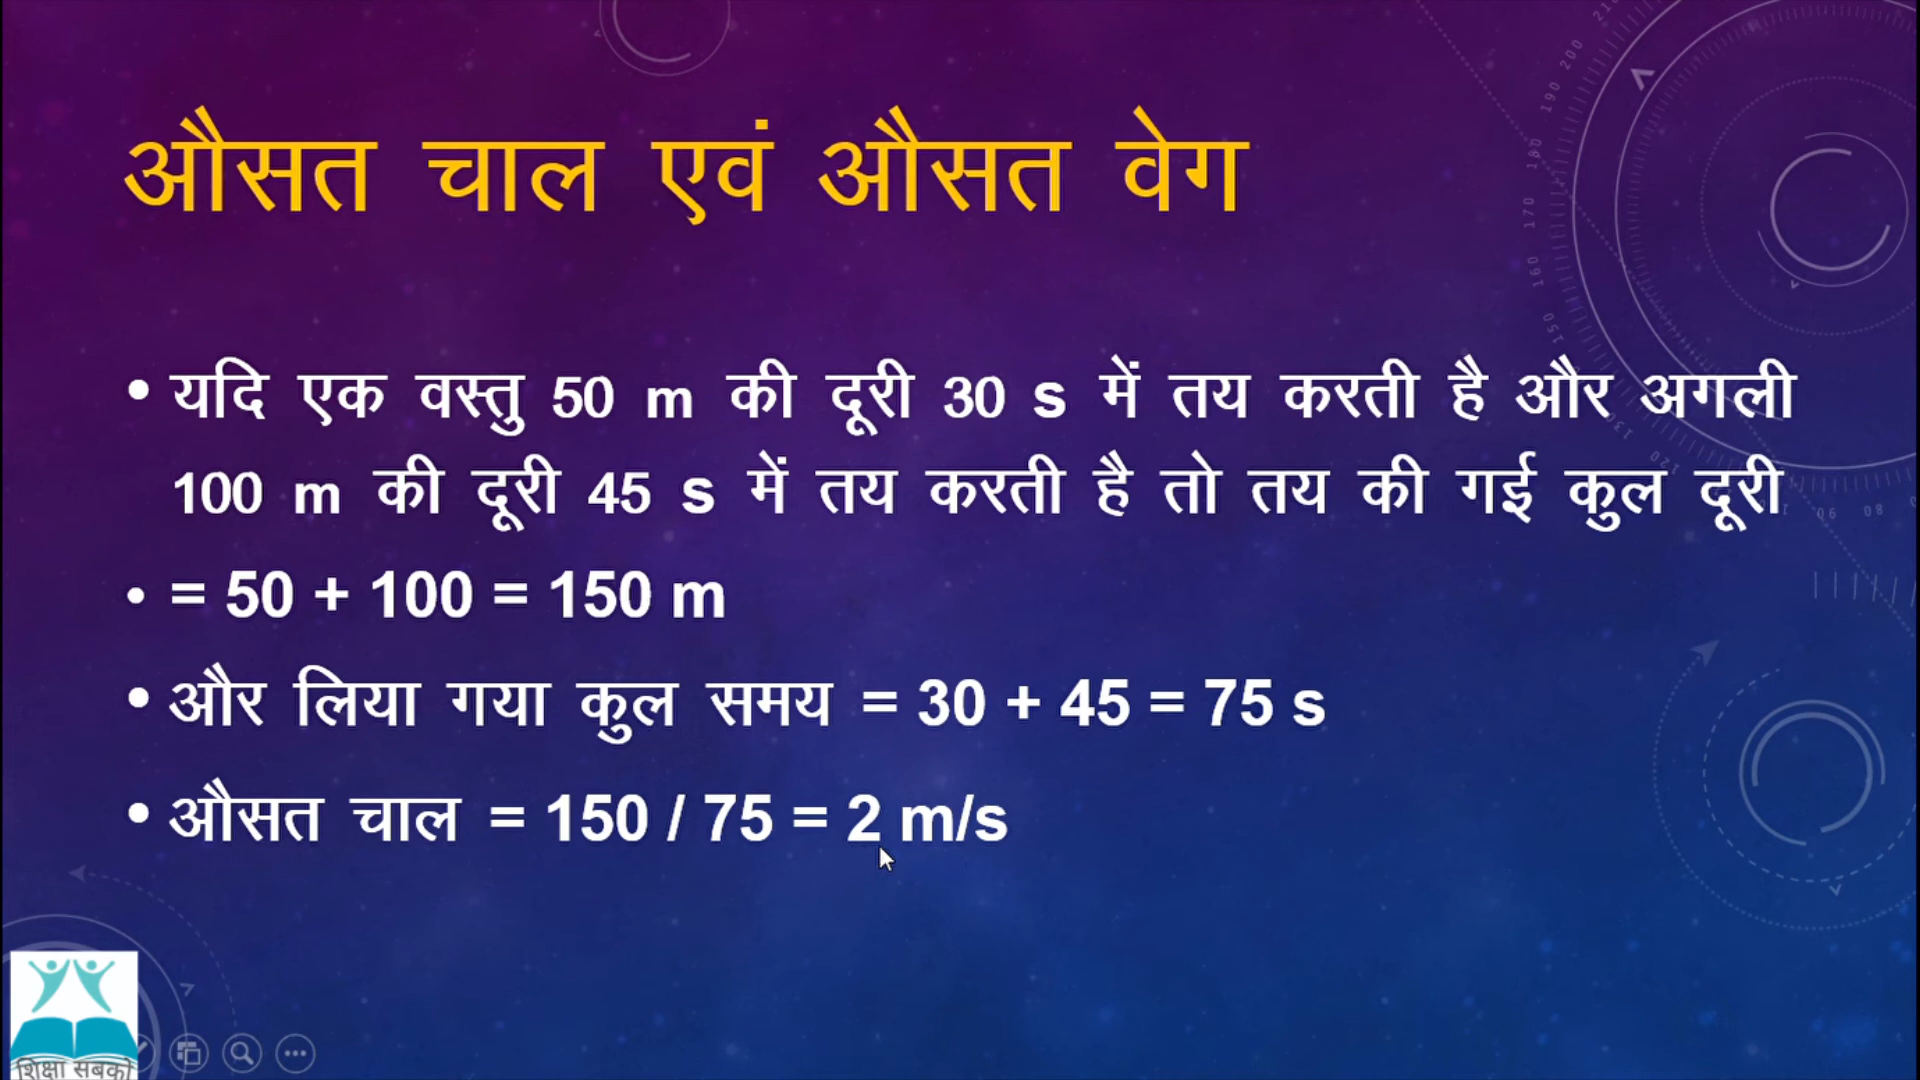 औसत चाल एवं औसत वेग
• यदि एक वस्तु 50 m की दूरी 30 s में तय करती है और अगली
100 m की दूरी 45 s में तय करती है तो तय की गई कुल दूरी
• = 50 + 100 = 150 m
• और लिया गया कुल समय = 30 + 45 = 75 s
• औसत चाल = 150 / 75 = 2 m/s
शिक्षा सबको